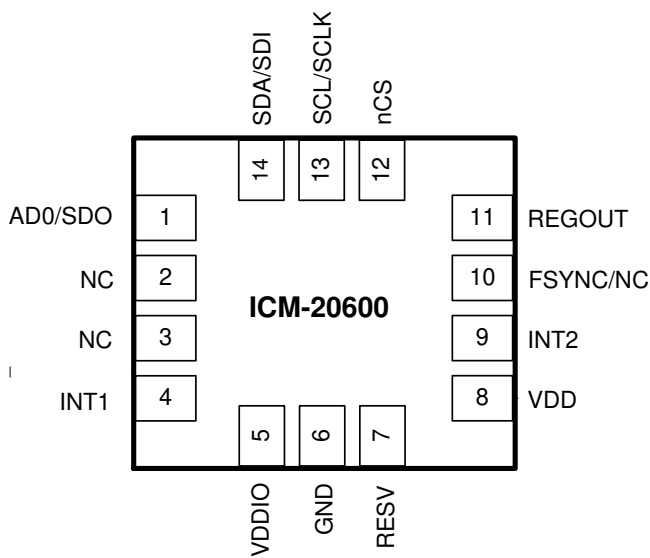 SDA/SDI
SCL/SCLK
nCS
14
13
12
AD0/SDO
1
11
REGOUT
NC
2
10
FSYNC/NC
ICM-20600
NC
3
9
INT2
INT1
4
8
VDD
5
6
7
VDDIO
GND
RESV